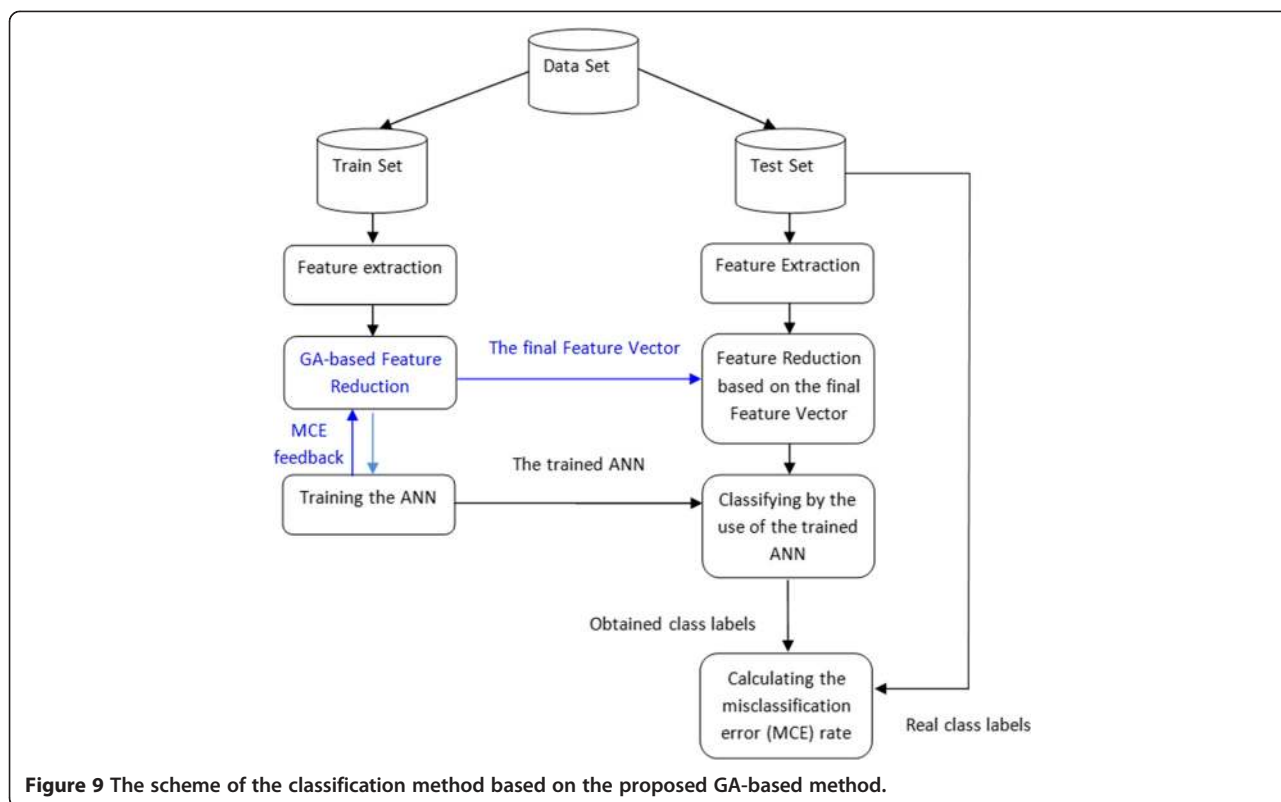 Data Set
Train Set
Test Set
Feature extraction
Feature Extraction
GA-based Feature
Reduction
The final Feature Vector
Feature Reduction
based on the final
Feature Vector
MCE
feedback
The trained ANN
Training the ANN
Classifying by the
use of the trained
ANN
Obtained class labels
Calculating the
misclassification
error (MCE) rate
Real class labels
Figure 9 The scheme of the classification method based on the proposed GA-based method.